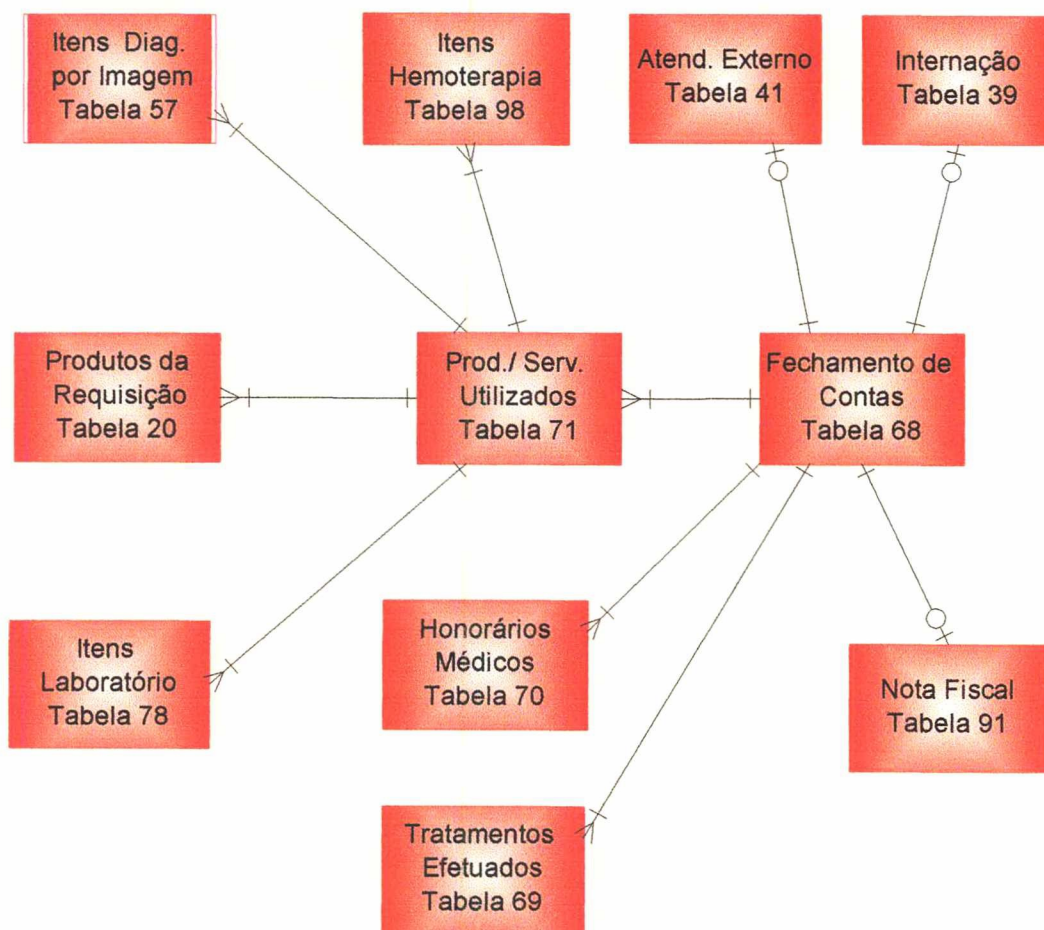 Itens Diag.
por Imagem
Tabela 57
Itens
Hemoterapia
Tabela 98
Atend. Externo
Tabela 41
Internação
Tabela 39
Produtos da
Requisição
Tabela 20
Prod./ Serv.
Utilizados
Tabela 71
Fechamento de
Contas
Tabela 68
Itens
Laboratório
Tabela 78
Honorários
Médicos
Tabela 70
Nota Fiscal
Tabela 91
Tratamentos
Efetuados
Tabela 69